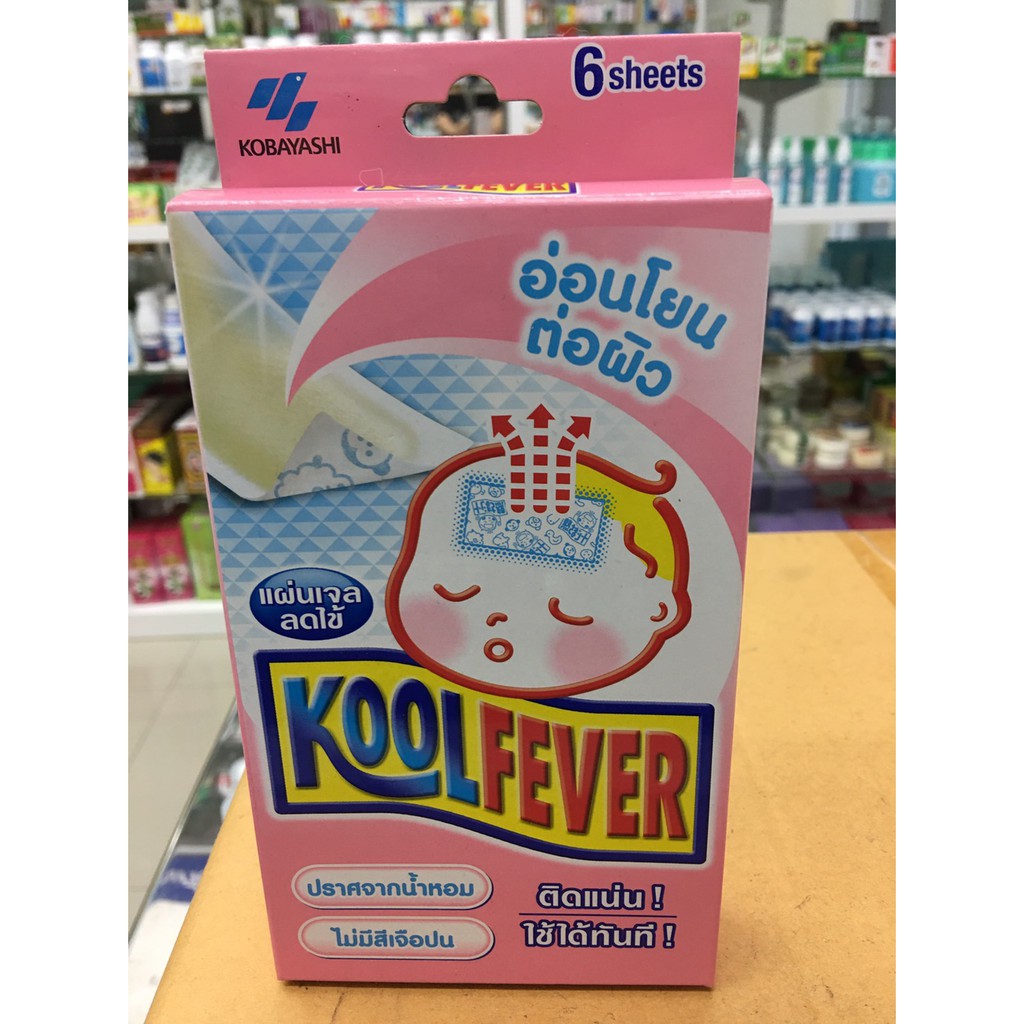 6 sheets
KOBAYASHI
KOOLFEVER
อ่อนโยน
ต่อผิว
แผ่นเจล
ลดไข้
KOOLFEVER
ปราศจากน้ำหอม
ไม่มีสีเจือปน
ติดแน่น !
ใช้ได้ทันที !